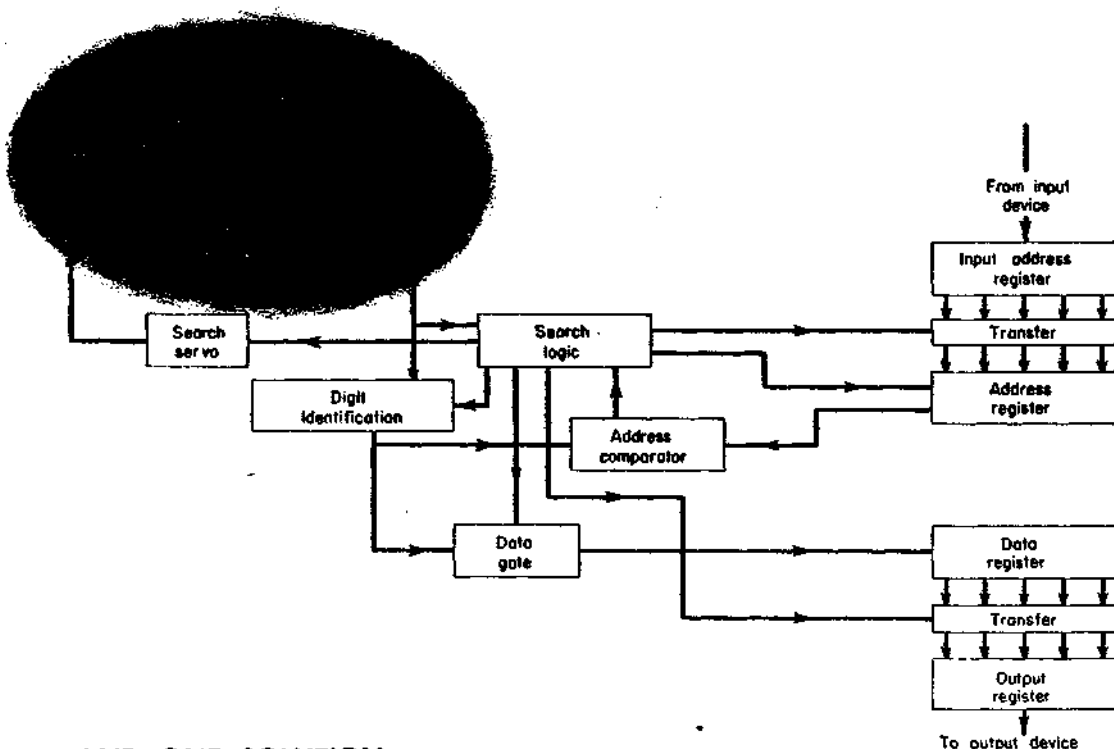 From input
device
Input address
register
Transfer
Address
register
Search
servo
Search
logic
Digit
identification
Address
comparator
Data
gate
Data
register
Transfer
Output
register
To output device